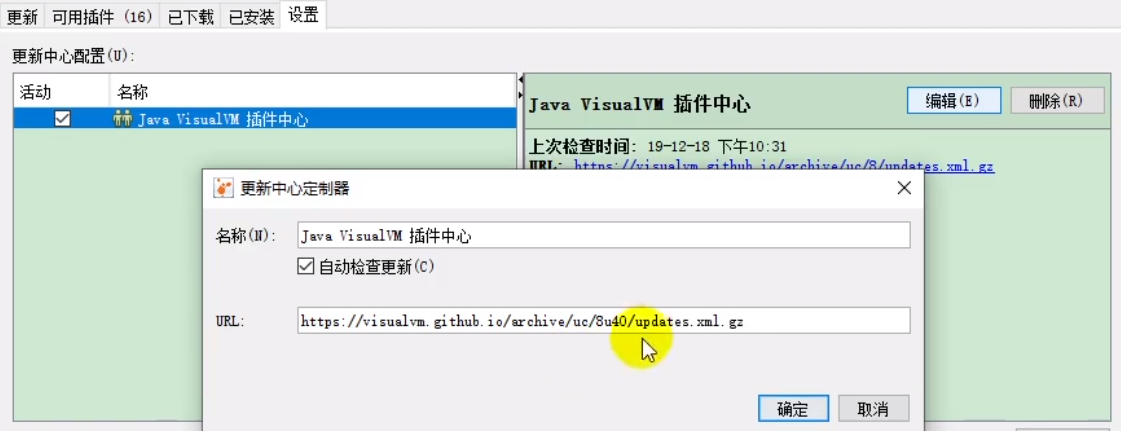 更新 可用插件 (16) 已下载 已安装 设置
更新中心配置(U):
活动 名称
Java VisualVM 插件中心
Java VisualVM 插件中心 编辑(E) 删除(R)
上次检查时间: 19-12-18 下午10:31
URL: https://visualvm.github.io/archive/uc/8/updates.xml.gz
更新中心定制器
名称(N): Java VisualVM 插件中心
自动检查更新(C)
URL: https://visualvm.github.io/archive/uc/8u40/updates.xml.gz
确定 取消